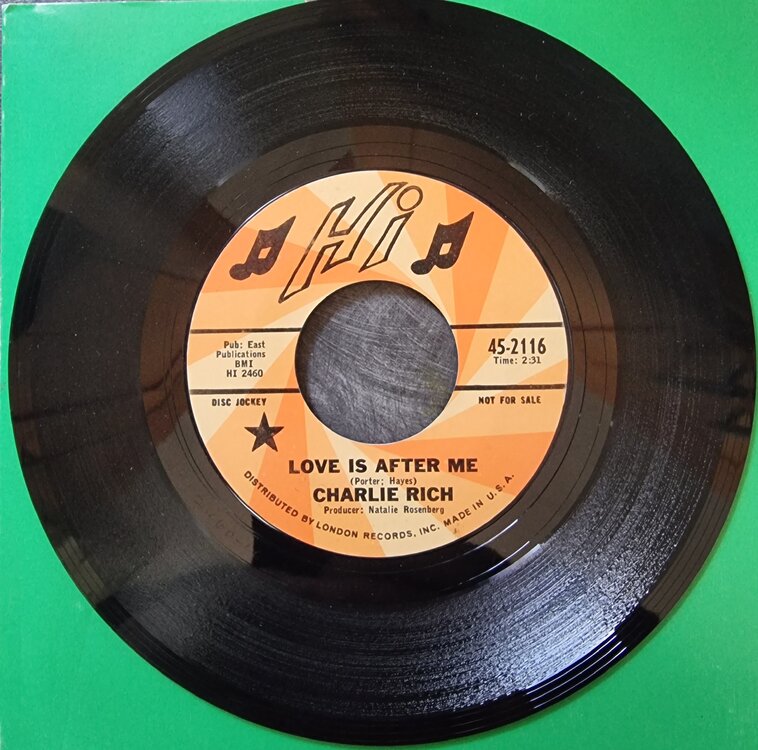 Hi
Pub: East
Publications
BMI
HI 2460
45-2116
Time: 2:31
DISC JOCKEY
NOT FOR SALE
LOVE IS AFTER ME
(Porter; Hayes)
CHARLIE RICH
Producer: Natalie Rosenberg
DISTRIBUTED BY LONDON RECORDS, INC. MADE IN U.S.A.